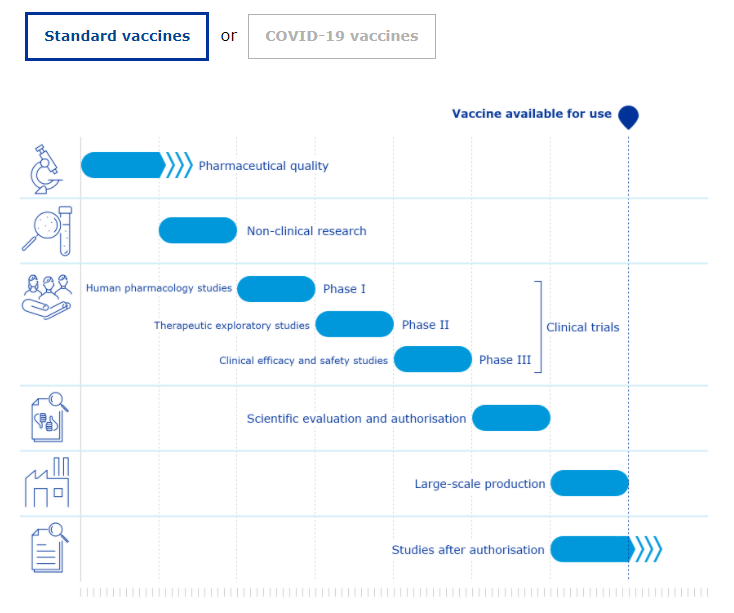 Standard vaccines or COVID-19 vaccines
Vaccine available for use
Pharmaceutical quality
Non-clinical research
Human pharmacology studies Phase I
Therapeutic exploratory studies Phase II
Clinical trials
Clinical efficacy and safety studies Phase III
Scientific evaluation and authorisation
Large-scale production
Studies after authorisation